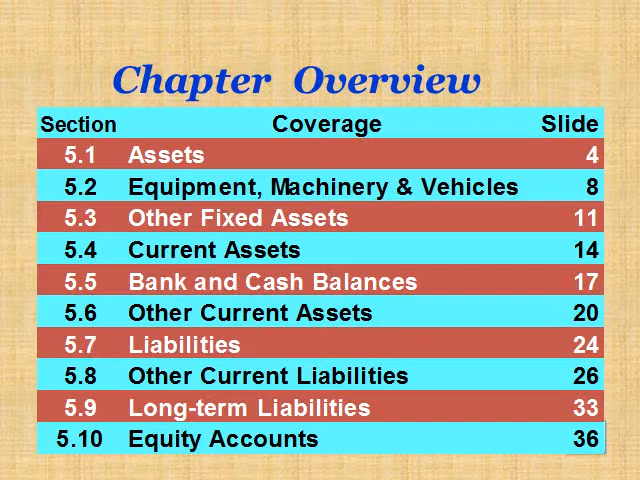 Chapter Overview
Section Coverage Slide
5.1 Assets 4
5.2 Equipment, Machinery & Vehicles 8
5.3 Other Fixed Assets 11
5.4 Current Assets 14
5.5 Bank and Cash Balances 17
5.6 Other Current Assets 20
5.7 Liabilities 24
5.8 Other Current Liabilities 26
5.9 Long-term Liabilities 33
5.10 Equity Accounts 36